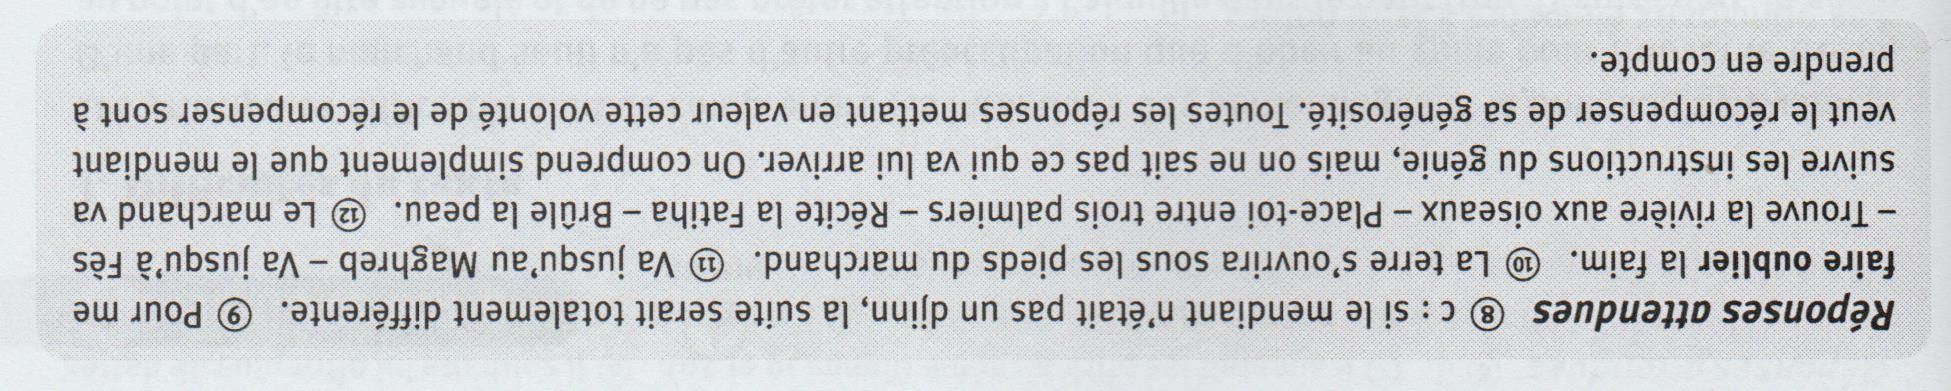 Réponses attendues ⑧ c : si le mendiant n'était pas un djinn, la suite serait totalement différente. ⑨ Pour me
faire oublier la faim. ⑩ La terre s'ouvrira sous les pieds du marchand. ⑪ Va jusqu'au Maghreb – Va jusqu'à Fès
– Trouve la rivière aux oiseaux – Place-toi entre trois palmiers – Récite la Fatiha – Brûle la peau. ⑫ Le marchand va
suivre les instructions du génie, mais on ne sait pas ce qui va lui arriver. On comprend simplement que le mendiant
veut le récompenser de sa générosité. Toutes les réponses mettant en valeur cette volonté de le récompenser sont à
prendre en compte.